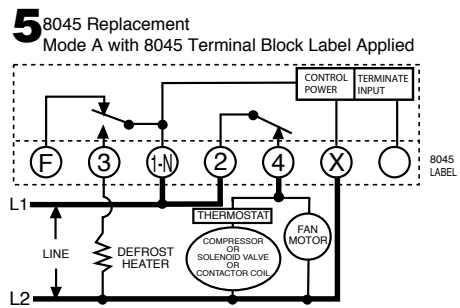 5 8045 Replacement
Mode A with 8045 Terminal Block Label Applied
CONTROL POWER
TERMINATE INPUT
F 3 1-N 2 4 X
8045 LABEL
L1
THERMOSTAT
LINE
DEFROST HEATER
COMPRESSOR
OR
SOLENOID VALVE
OR
CONTACTOR COIL
FAN MOTOR
L2